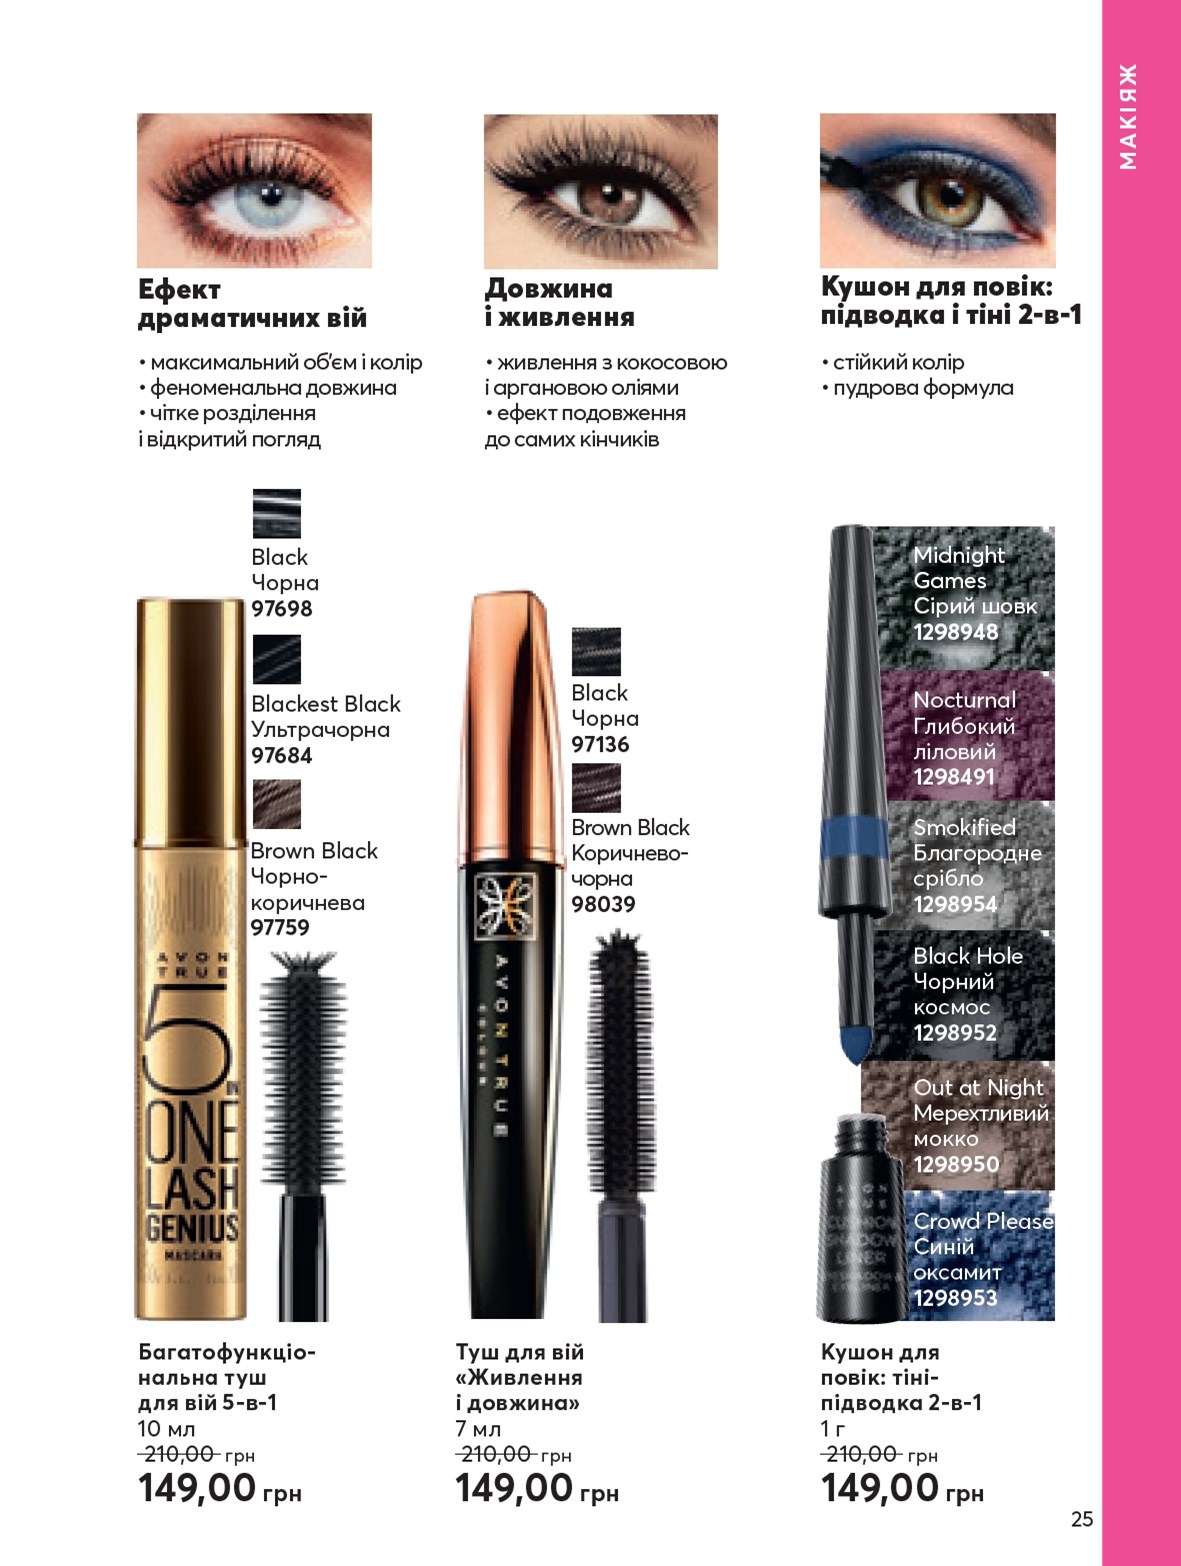 МАКІЯЖ
Ефект
драматичних вій
• максимальний об'єм і колір
• феноменальна довжина
• чітке розділення
і відкритий погляд
Довжина
і живлення
• живлення з кокосовою
і аргановою оліями
• ефект подовження
до самих кінчиків
Кушон для повік:
підводка і тіні 2-в-1
• стійкий колір
• пудрова формула
Black
Чорна
97698
Blackest Black
Ультрачорна
97684
Brown Black
Чорно-
коричнева
97759
AVON
TRUE
5 IN
ONE
LASH
GENIUS
MASCARA
Багатофункціо-
нальна туш
для вій 5-в-1
10 мл
210,00 грн
149,00 грн
Black
Чорна
97136
Brown Black
Коричнево-
чорна
98039
AVON TRUE
COLOUR
Туш для вій
«Живлення
і довжина»
7 мл
210,00 грн
149,00 грн
Midnight
Games
Сірий шовк
1298948
Nocturnal
Глибокий
ліловий
1298491
Smokified
Благородне
срібло
1298954
Black Hole
Чорний
космос
1298952
Out at Night
Мерехтливий
мокко
1298950
Crowd Please
Синій
оксамит
1298953
AVON
TRUE
CUSHION
SHADOW
LINER
Кушон для
повік: тіні-
підводка 2-в-1
1 г
210,00 грн
149,00 грн
25